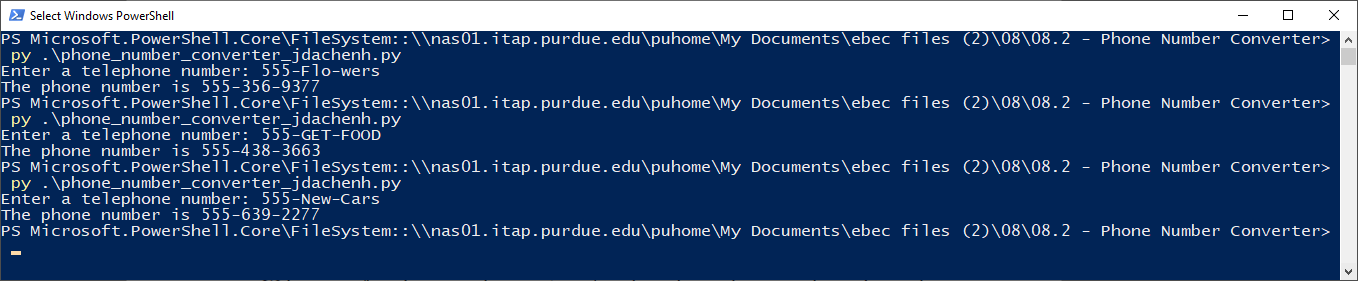 Select Windows PowerShell
PS Microsoft.PowerShell.Core\FileSystem::\\nas01.itap.purdue.edu\puhome\My Documents\ebec files (2)\08\08.2 - Phone Number Converter>
py .\phone_number_converter_jdachenh.py
Enter a telephone number: 555-Flo-wers
The phone number is 555-356-9377
PS Microsoft.PowerShell.Core\FileSystem::\\nas01.itap.purdue.edu\puhome\My Documents\ebec files (2)\08\08.2 - Phone Number Converter>
py .\phone_number_converter_jdachenh.py
Enter a telephone number: 555-GET-FOOD
The phone number is 555-438-3663
PS Microsoft.PowerShell.Core\FileSystem::\\nas01.itap.purdue.edu\puhome\My Documents\ebec files (2)\08\08.2 - Phone Number Converter>
py .\phone_number_converter_jdachenh.py
Enter a telephone number: 555-New-Cars
The phone number is 555-639-2277
PS Microsoft.PowerShell.Core\FileSystem::\\nas01.itap.purdue.edu\puhome\My Documents\ebec files (2)\08\08.2 - Phone Number Converter>